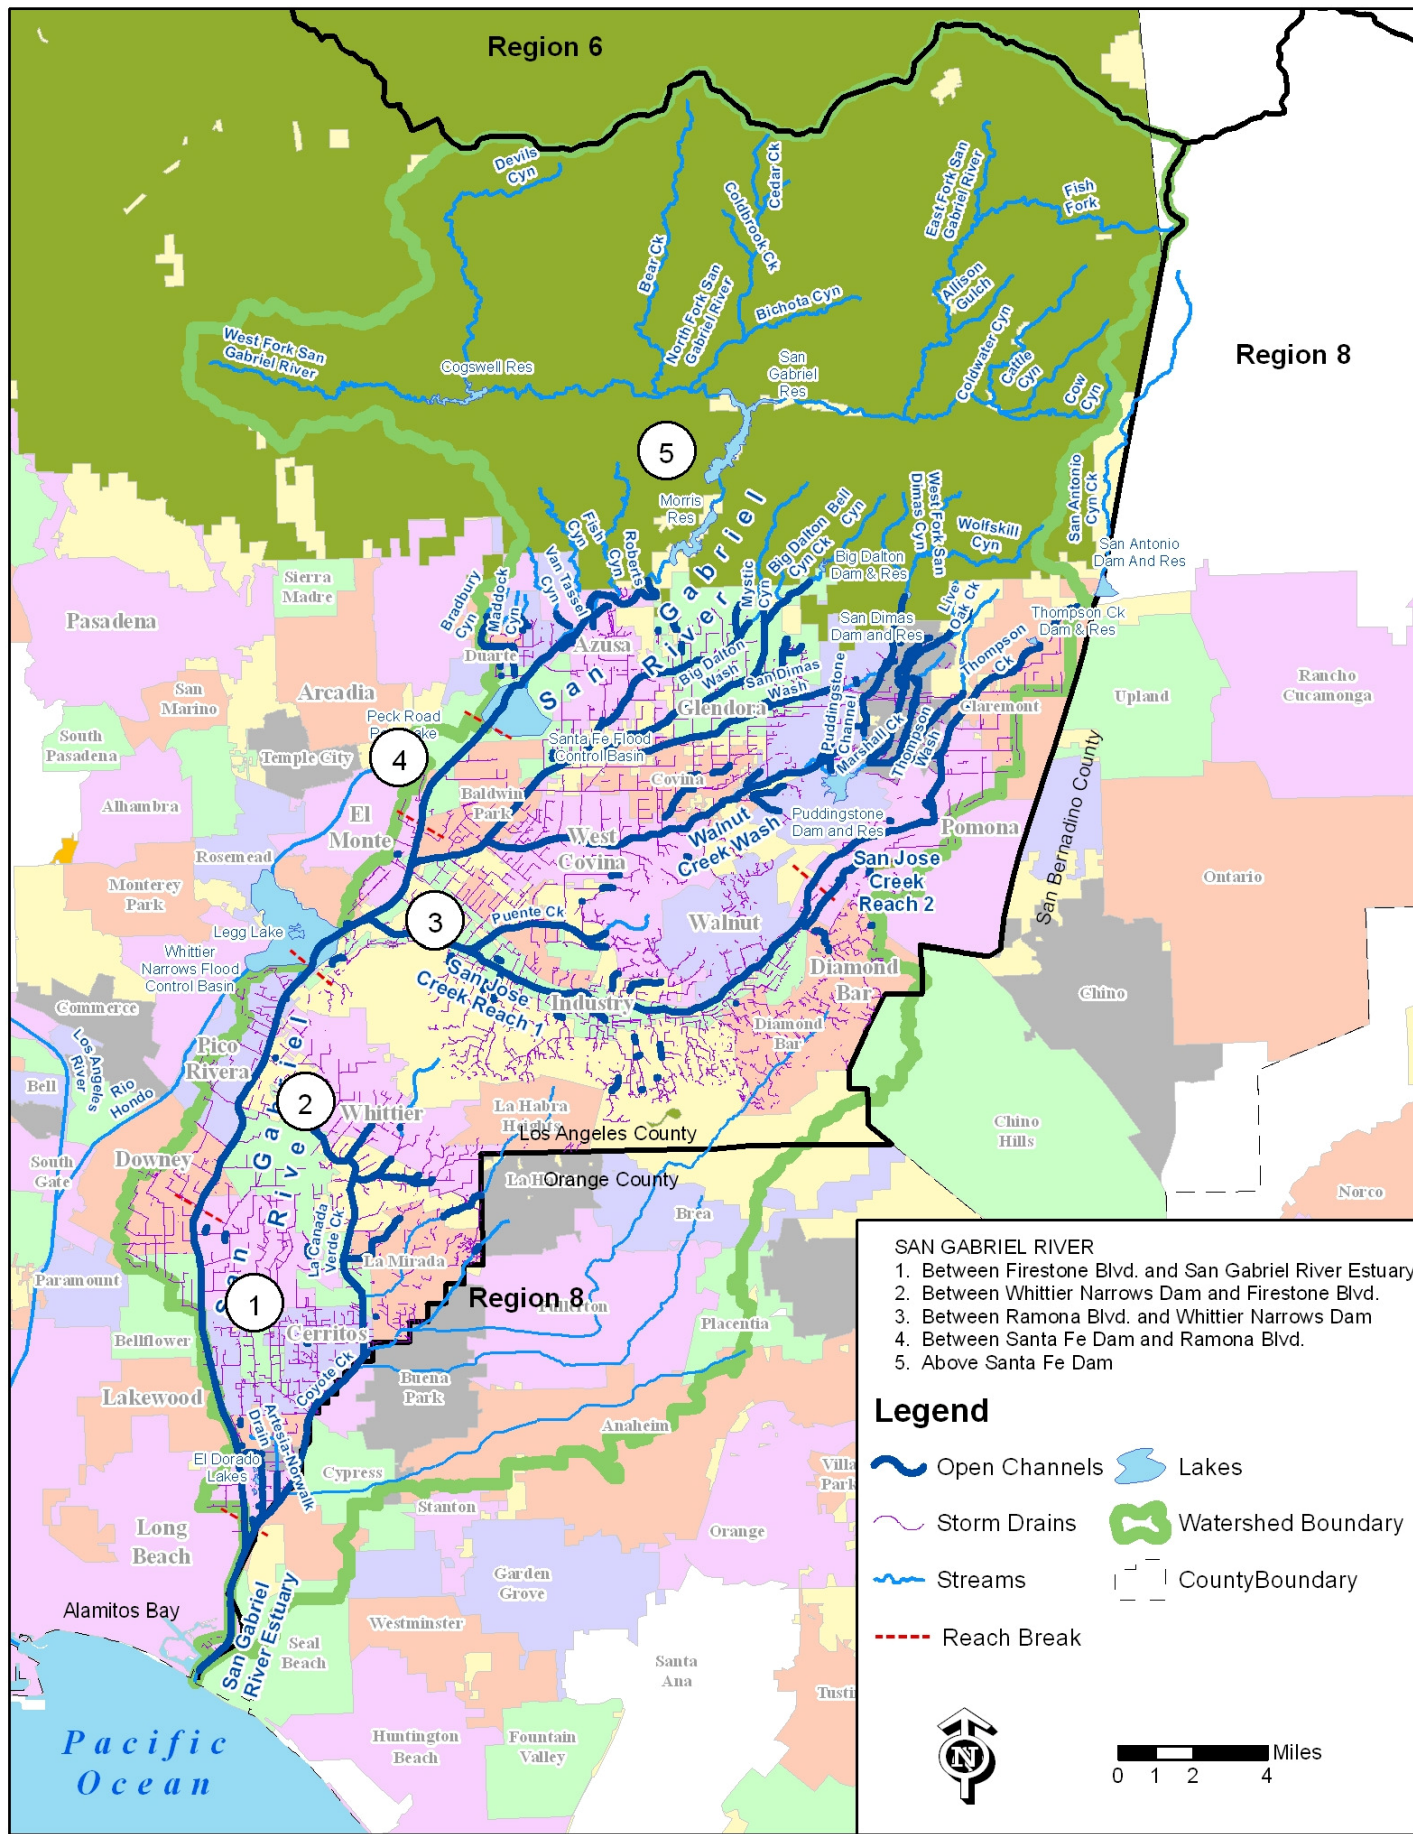 Region 6
Devils
Cyn
Cedar Ck
Coldbrook Ck
Bear Ck
North Fork San
Gabriel River
Bichota Cyn
East Fork San
Gabriel River
Fish
Fork
Allison
Gulch
Coldwater Cyn
Cattle
Cyn
Cow
Cyn
Region 8
West Fork San
Gabriel River
Cogswell Res
San
Gabriel
Res
5
Morris
Res
San Gabriel
River
Fish
Cyn
Roberts
Cyn
Van Tassel
Cyn
Maddock
Cyn
Bradbury
Cyn
Mystic
Cyn
Big Dalton
Cyn Ck
Bell
Cyn
Big Dalton
Dam & Res
West Fork San
Dimas Cyn
Wolfskill
Cyn
San Antonio
Cyn Ck
San Antonio
Dam And Res
Sierra
Madre
Pasadena
Duarte
Azusa
San Dimas
Dam and Res
Live
Oak Ck
Thompson
Ck
Thompson Ck
Dam & Res
Arcadia
San
Marino
South
Pasadena
Peck Road
Temple City
4
Big Dalton
Wash
San Dimas
Wash
Glendora
Puddingstone
Channel
Marshall Ck
Thompson
Wash
Claremont
Upland
Rancho
Cucamonga
Santa Fe Flood
Control Basin
Covina
Alhambra
El
Monte
Baldwin
Park
West
Covina
Walnut
Creek Wash
Puddingstone
Dam and Res
Pomona
San Bernadino County
Rosemead
Monterey
Park
San Jose
Creek
Reach 2
Ontario
3
Puente Ck
Walnut
Legg Lake
Whittier
Narrows Flood
Control Basin
San Jose
Creek Reach 1
Industry
Diamond
Bar
Diamond
Bar
Chino
Commerce
Los Angeles
River
Rio
Hondo
Bell
Pico
Rivera
San Gabriel
River
2
Whittier
La Habra
Heights
Los Angeles County
Orange County
Chino
Hills
South
Gate
Downey
Brea
Norco
La Canada
Verde Ck
La Mirada
Paramount
1
Region 8
Fullerton
Placentia
Bellflower
Cerritos
Coyote Ck
Buena
Park
Lakewood
Artesia-Norwalk
Drain
El Dorado
Lakes
Anaheim
Cypress
Stanton
Villa
Park
Orange
Long
Beach
Garden
Grove
Alamitos Bay
San Gabriel
River Estuary
Seal
Beach
Westminster
Santa
Ana
Huntington
Beach
Fountain
Valley
Pacific
Ocean
SAN GABRIEL RIVER
1. Between Firestone Blvd. and San Gabriel River Estuary
2. Between Whittier Narrows Dam and Firestone Blvd.
3. Between Ramona Blvd. and Whittier Narrows Dam
4. Between Santa Fe Dam and Ramona Blvd.
5. Above Santa Fe Dam
Legend
Open Channels
Lakes
Storm Drains
Watershed Boundary
Streams
CountyBoundary
Reach Break
N
Miles
0 1 2 4